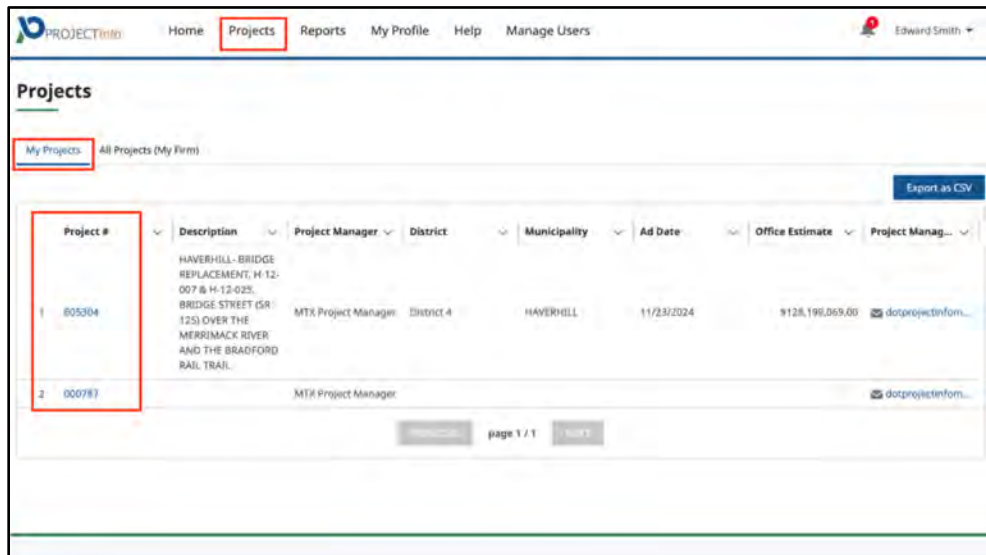 PROJECTInfo Home Projects Reports My Profile Help Manage Users Edward Smith
Projects
My Projects All Projects (My Firm)
Export as CSV
Project # Description Project Manager District Municipality Ad Date Office Estimate Project Manag...
HAVERHILL- BRIDGE
REPLACEMENT, H-12-
007 & H-12-025,
BRIDGE STREET (SR
1 605304 125) OVER THE MTX Project Manager District 4 HAVERHILL 11/23/2024 $128,198,069.00 dotprojectinfom...
MERRIMACK RIVER
AND THE BRADFORD
RAIL TRAIL
2 000787 MTX Project Manager dotprojectinfom...
page 1 / 1